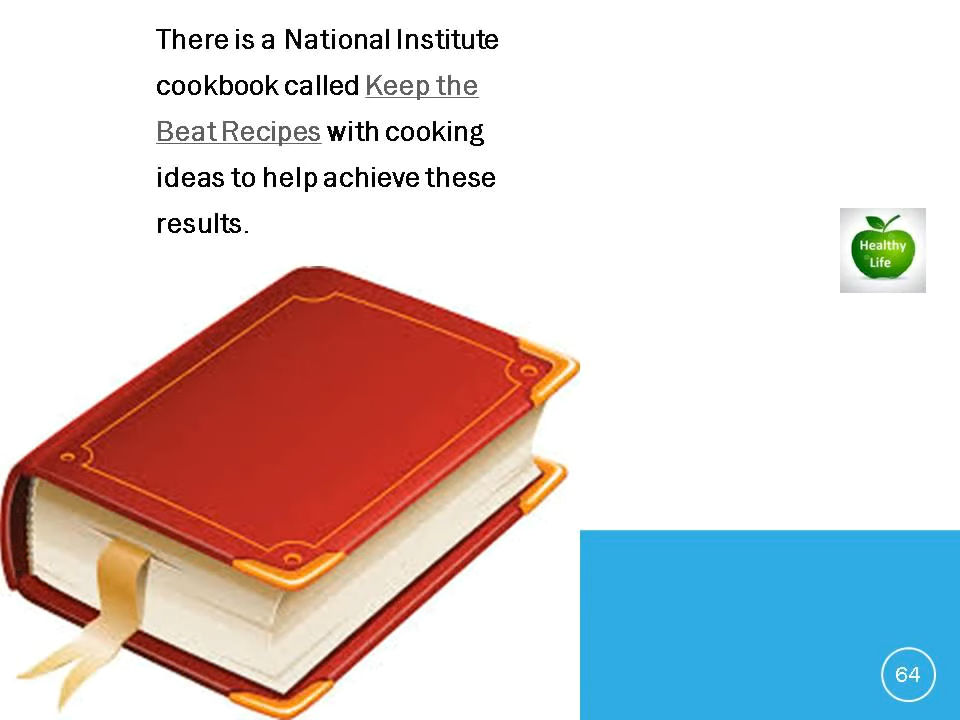 There is a National Institute
cookbook called Keep the
Beat Recipes with cooking
ideas to help achieve these
results.
Healthy
Life
64